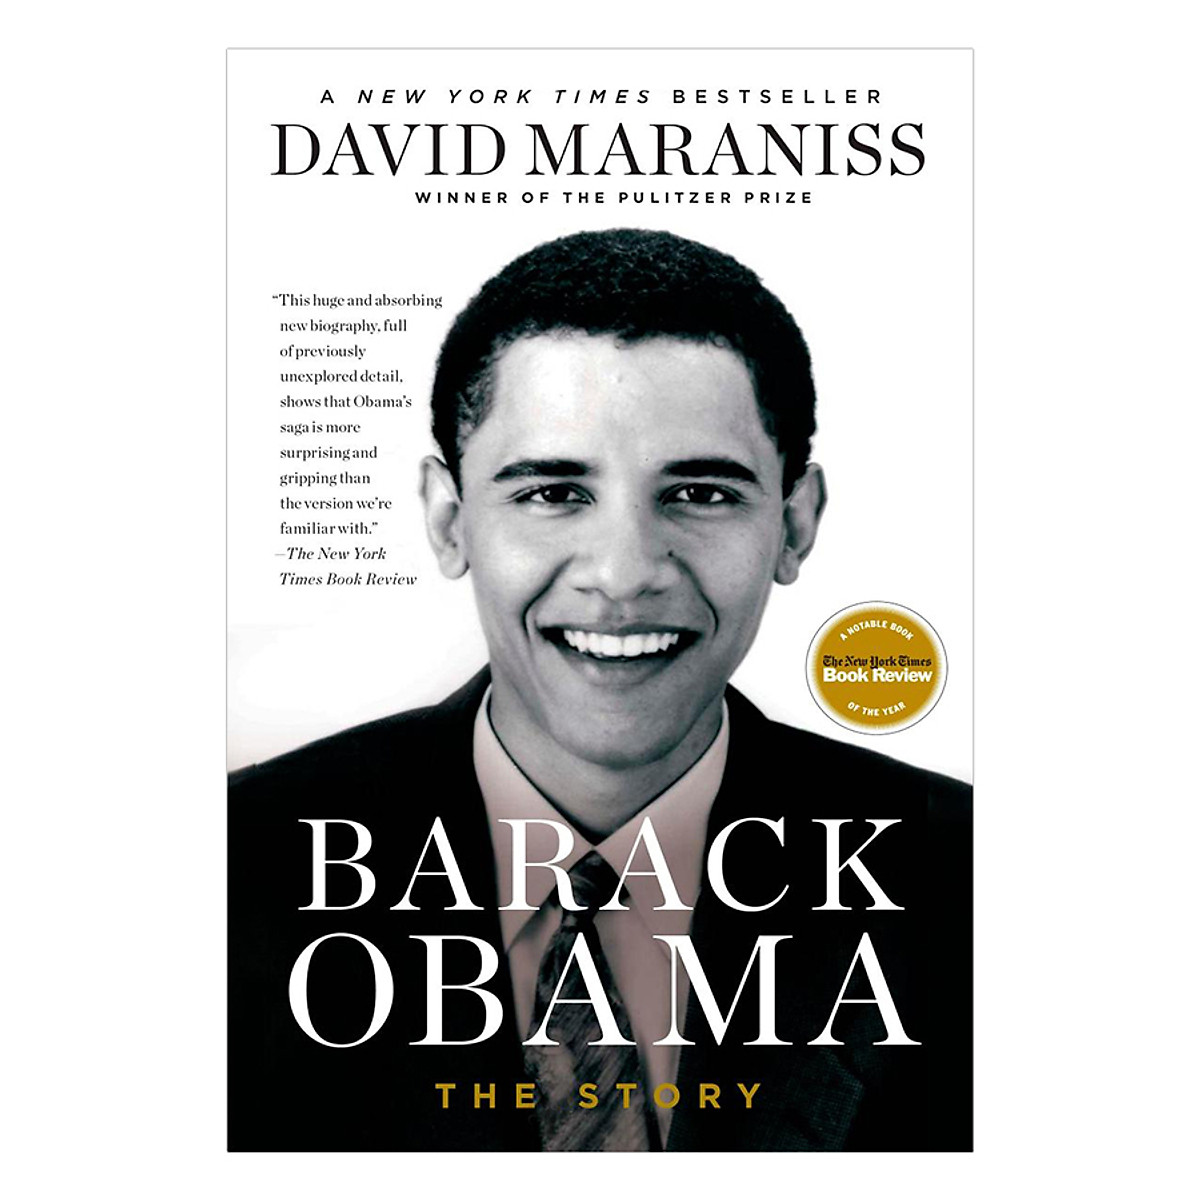 A NEW YORK TIMES BESTSELLER
DAVID MARANISS
WINNER OF THE PULITZER PRIZE
“This huge and absorbing
new biography, full
of previously
unexplored detail,
shows that Obama’s
saga is more
surprising and
gripping than
the version we’re
familiar with.”
—The New York
Times Book Review
A NOTABLE BOOK
The New York Times
Book Review
OF THE YEAR
BARACK
OBAMA
THE STORY